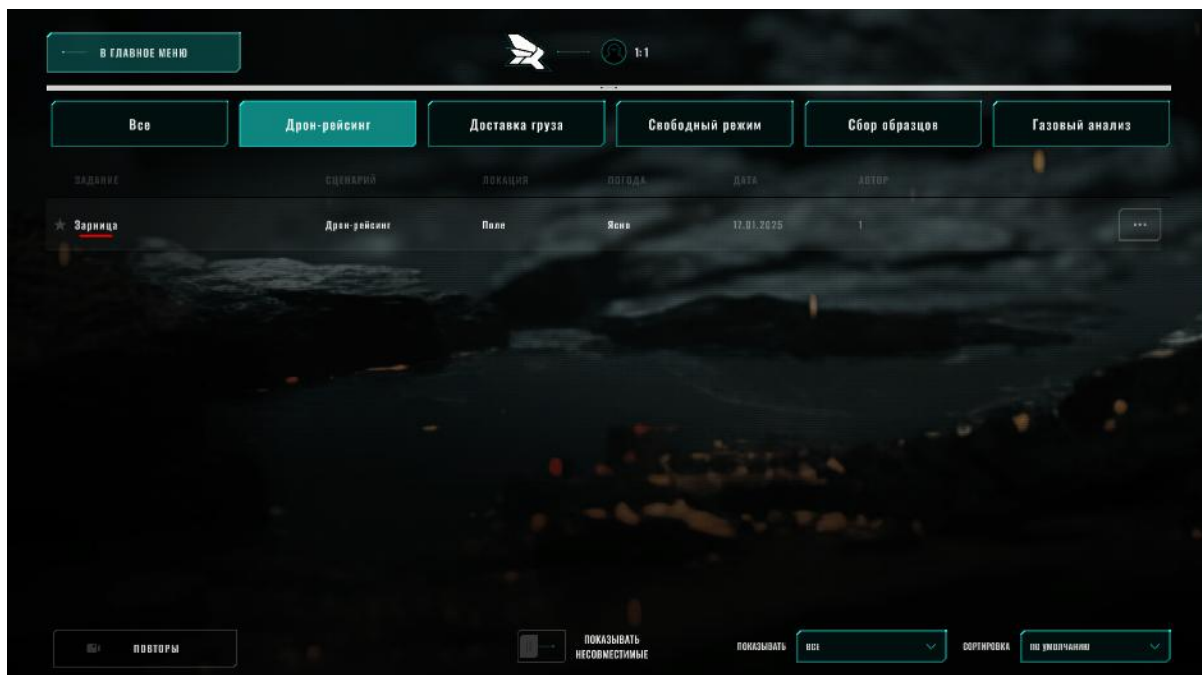 В ГЛАВНОЕ МЕНЮ
1:1
Все
Дрон-рейсинг
Доставка груза
Свободный режим
Сбор образцов
Газовый анализ
ЗАДАНИЕ СЦЕНАРИЙ ЛОКАЦИЯ ПОГОДА ДАТА АВТОР
Зарница Дрон-рейсинг Поле Ясно 17.01.2025 1
ПОВТОРЫ
ПОКАЗЫВАТЬ
НЕСОВМЕСТИМЫЕ
ПОКАЗЫВАТЬ ВСЕ
СОРТИРОВКА ПО УМОЛЧАНИЮ